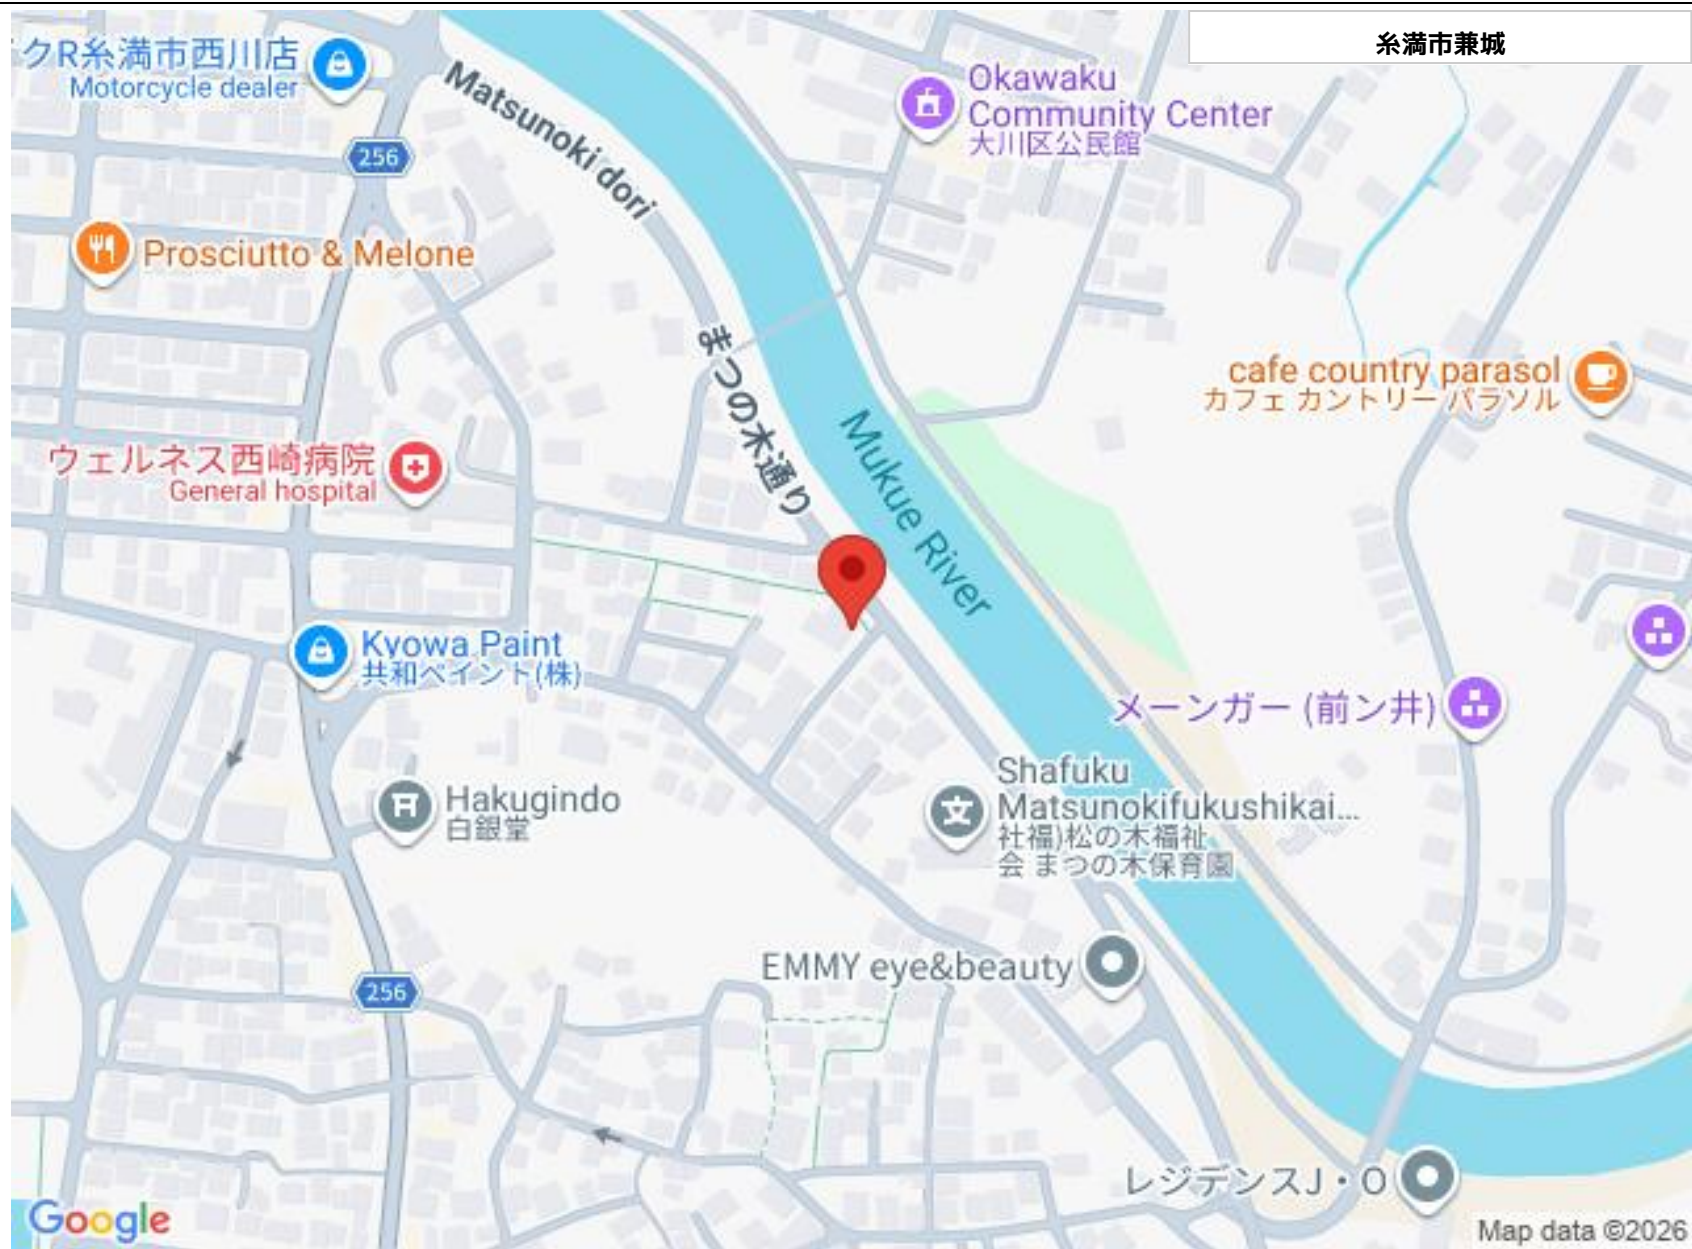 糸満市兼城
クR糸満市西川店
Motorcycle dealer
Matsunoki dori
Okawaku
Community Center
大川区公民館
256
Prosciutto & Melone
まつの木通り
cafe country parasol
カフェ カントリー パラソル
Mukue River
ウェルネス西崎病院
General hospital
Kyowa Paint
共和ペイント(株)
メーンガー (前ン井)
Hakugindo
白銀堂
Shafuku
Matsunokifukushikai...
社福)松の木福祉
会 まつの木保育園
EMMY eye&beauty
256
レジデンスJ・O
Google
Map data ©2026